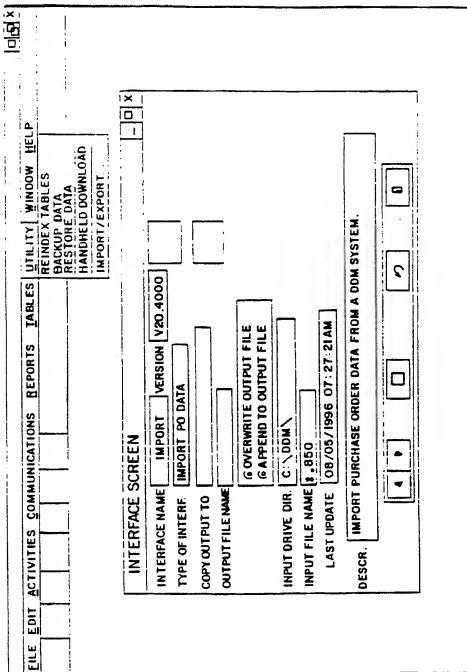 FILE EDIT ACTIVITIES COMMUNICATIONS REPORTS TABLES UTILITY WINDOW HELP
REINDEX TABLES
BACKUP DATA
RESTORE DATA
HANDHELD DOWNLOAD
IMPORT/EXPORT
INTERFACE SCREEN
INTERFACE NAME IMPORT VERSION V20.4000
TYPE OF INTERF. IMPORT PO DATA
COPY OUTPUT TO
OUTPUT FILE NAME
G OVERWRITE OUTPUT FILE
G APPEND TO OUTPUT FILE
INPUT DRIVE DIR. C:\DDM\
INPUT FILE NAME *.850
LAST UPDATE 08/05/1996 07:27:21AM
DESCR. IMPORT PURCHASE ORDER DATA FROM A DDM SYSTEM.